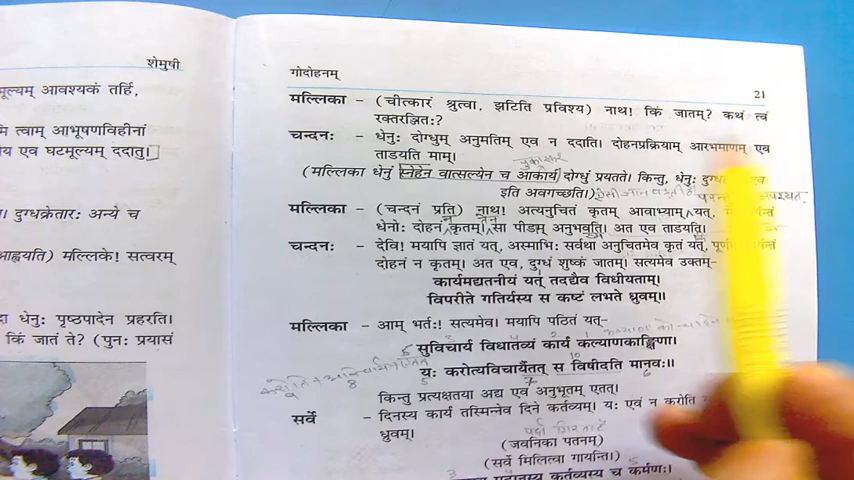 शेमुषी
मूल्यम् आवश्यकं तर्हि,
त्वाम् आभूषणविहीनां
एव घटमूल्यम् ददातु।
दुग्धक्रेतारः अन्ये च
मल्लिके! सत्वरम्
धेनुः पृष्ठपादेन प्रहरति।
किं जातं ते? (पुनः प्रयासं
गोदोहनम्
21
मल्लिका – (चीत्कारं श्रुत्वा, झटिति प्रविश्य) नाथ! किं जातम्? कथं त्वं
रक्तरञ्जितः?
चन्दनः – धेनुः दोग्धुम् अनुमतिम् एव न ददाति। दोहनप्रक्रियाम् आरभमाणम् एव
ताडयति माम्।
(मल्लिका धेनुं स्नेहेन वात्सल्येन च आकार्य दोग्धुं प्रयतते। किन्तु, धेनुः
इति अवगच्छति।)
मल्लिका – (चन्दनं प्रति) नाथ! अत्यनुचितं कृतम् आवाभ्याम् यत्,
धेनोः दोहनं कृतम्। सा पीडाम् अनुभवति। अत एव ताडयति।
चन्दनः – देवि! मयापि ज्ञातं यत्, अस्माभिः सर्वथा अनुचितमेव कृतं यत्,
दोहनं न कृतम्। अत एव, दुग्धं शुष्कं जातम्। सत्यमेव उक्तम्–
कार्यमद्यतनीयं यत् तदद्यैव विधीयताम्।
विपरीते गतिर्यस्य स कष्टं लभते ध्रुवम्॥
मल्लिका – आम् भर्तः! सत्यमेव। मयापि पठितं यत्–
सुविचार्य विधातव्यं कार्यं कल्याणकाङ्क्षिणा।
यः करोत्यविचार्यैतत् स विषीदति मानवः॥
किन्तु प्रत्यक्षतया अद्य एव अनुभूतम् एतत्।
सर्वे – दिनस्य कार्यं तस्मिन्नेव दिने कर्तव्यम्। यः एवं न करोति
ध्रुवम्।
(जवनिका पतनम्)
(सर्वे मिलित्वा गायन्ति।)
कर्तव्यस्य च कर्मणः।